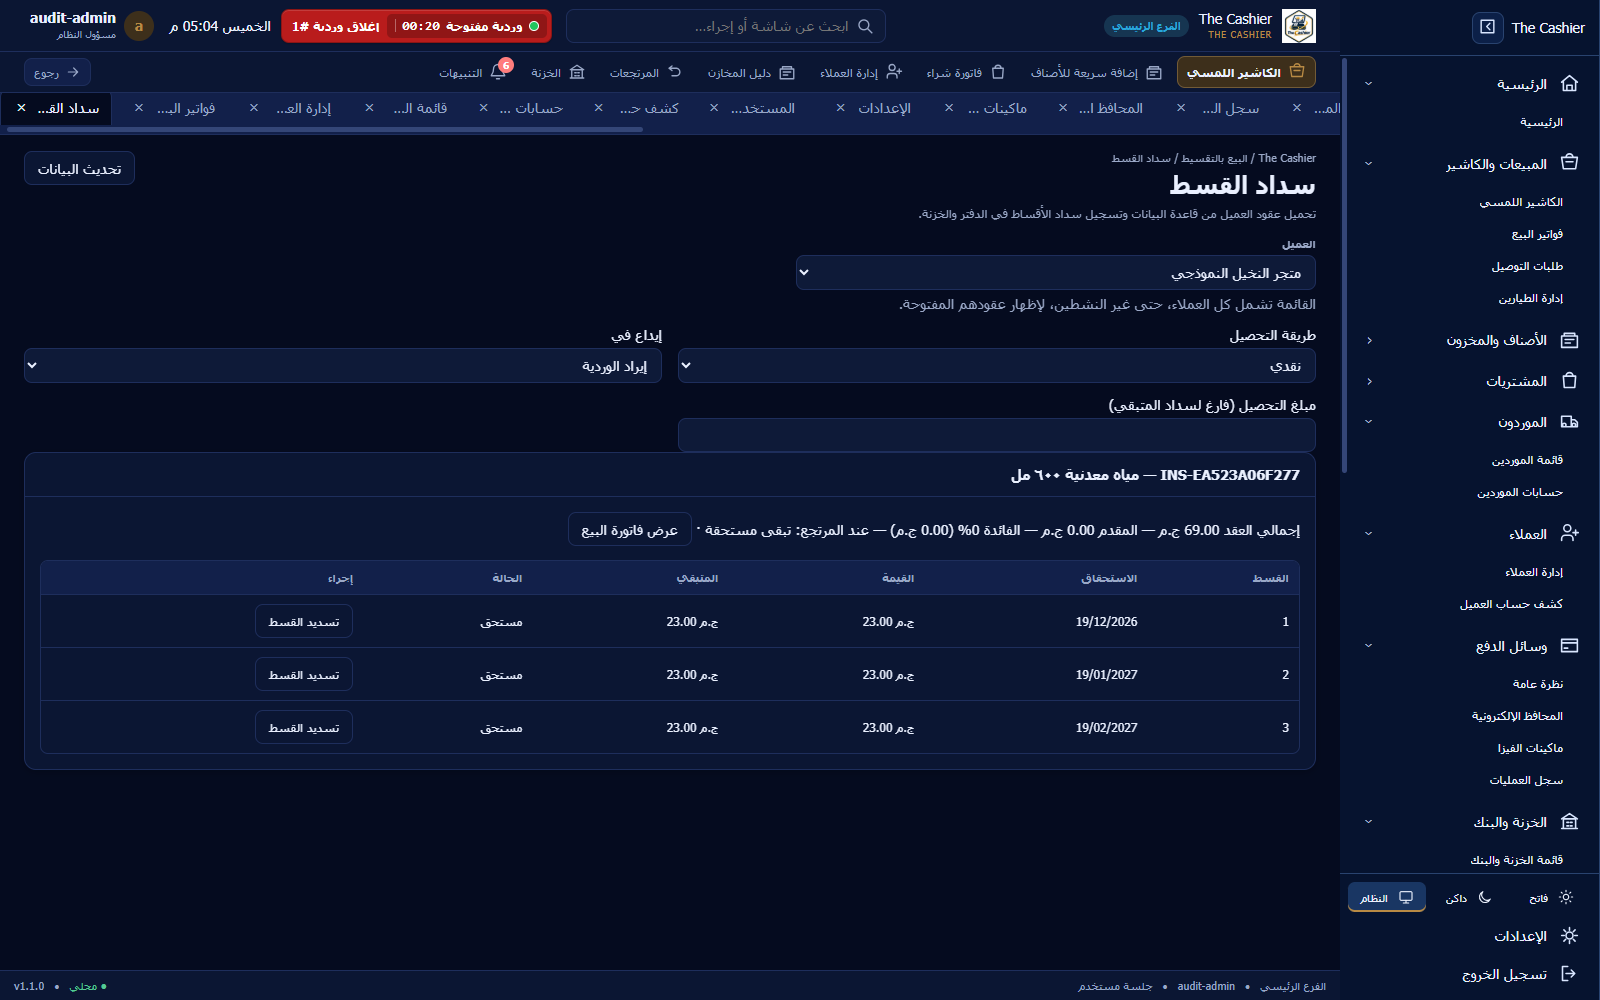 The Cashier
الرئيسية
الرئيسية
المبيعات والكاشير
الكاشير اللمسي
فواتير البيع
طلبات التوصيل
إدارة الطيارين
الأصناف والمخزون
المشتريات
الموردون
قائمة الموردين
حسابات الموردين
العملاء
إدارة العملاء
كشف حساب العميل
وسائل الدفع
نظرة عامة
المحافظ الإلكترونية
ماكينات الفيزا
سجل العمليات
الخزنة والبنك
قائمة الخزنة والبنك
فاتح
داكن
النظام
الإعدادات
تسجيل الخروج
The Cashier
THE CASHIER
الفرع الرئيسي
ابحث عن شاشة أو إجراء...
وردية مفتوحة 00:20 | إغلاق وردية #1
الخميس 05:04 م
a
audit-admin
مسؤول النظام
الكاشير اللمسي
إضافة سريعة للأصناف
فاتورة شراء
إدارة العملاء
دليل المخازن
المرتجعات
الخزنة
التنبيهات
6
رجوع
الم... ×
سجل ال... ×
المحافظ ا... ×
ماكينات ... ×
الإعدادات ×
المستخد... ×
كشف ح... ×
حسابات ... ×
قائمة ال... ×
إدارة الع... ×
فواتير الب... ×
سداد الق... ×
The Cashier / البيع بالتقسيط / سداد القسط
سداد القسط
تحميل عقود العميل من قاعدة البيانات وتسجيل سداد الأقساط في الدفتر والخزنة.
تحديث البيانات
العميل
متجر النخيل النموذجي
القائمة تشمل كل العملاء، حتى غير النشطين، لإظهار عقودهم المفتوحة.
طريقة التحصيل
نقدي
إيداع في
إيراد الوردية
مبلغ التحصيل (فارغ لسداد المتبقي)
INS-EA523A06F277 — مياه معدنية ٦٠٠ مل
إجمالي العقد 69.00 ج.م — المقدم 0.00 ج.م — الفائدة 0% (0.00 ج.م) — عند المرتجع: تبقى مستحقة · عرض فاتورة البيع
القسط الاستحقاق القيمة المتبقي الحالة إجراء
1 19/12/2026 23.00 ج.م 23.00 ج.م مستحق تسديد القسط
2 19/01/2027 23.00 ج.م 23.00 ج.م مستحق تسديد القسط
3 19/02/2027 23.00 ج.م 23.00 ج.م مستحق تسديد القسط
الفرع الرئيسي • audit-admin • جلسة مستخدم
محلي • v1.1.0